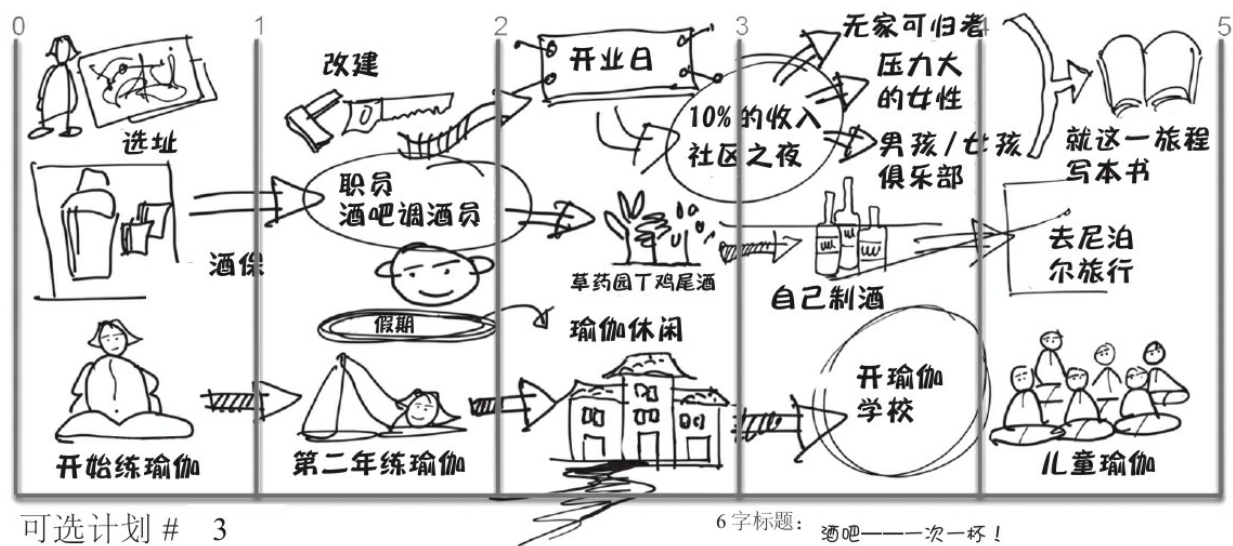 0 1 2 3 4 5
选址
改建
开业日
10%的收入
社区之夜
无家可归者
压力大
的女性
男孩/女孩
俱乐部
就这一旅程
写本书
酒保
职员
酒吧调酒员
草药园丁鸡尾酒
自己制酒
去尼泊
尔旅行
假期
瑜伽休闲
开始练瑜伽
第二年练瑜伽
开瑜伽
学校
儿童瑜伽
可选计划# 3
6字标题: 酒吧——一次一杯!